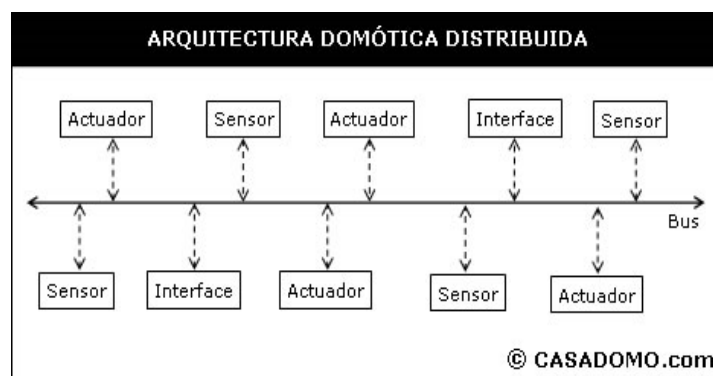 ARQUITECTURA DOMÓTICA DISTRIBUIDA
Actuador
Sensor
Actuador
Interface
Sensor
Bus
Sensor
Interface
Actuador
Sensor
Actuador
© CASADOMO.com